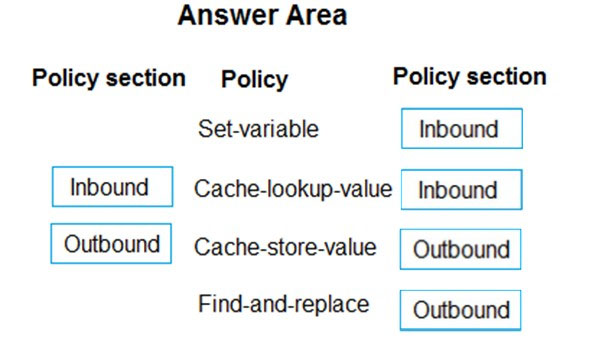 Answer Area
Policy section Policy Policy section
Set-variable Inbound
Inbound Cache-lookup-value Inbound
Outbound Cache-store-value Outbound
Find-and-replace Outbound